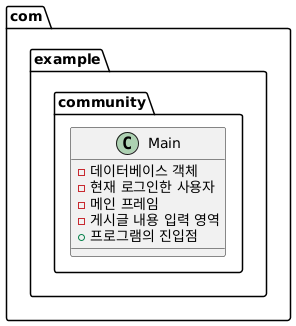 com
example
community
C Main
데이터베이스 객체
현재 로그인한 사용자
메인 프레임
게시글 내용 입력 영역
프로그램의 진입점